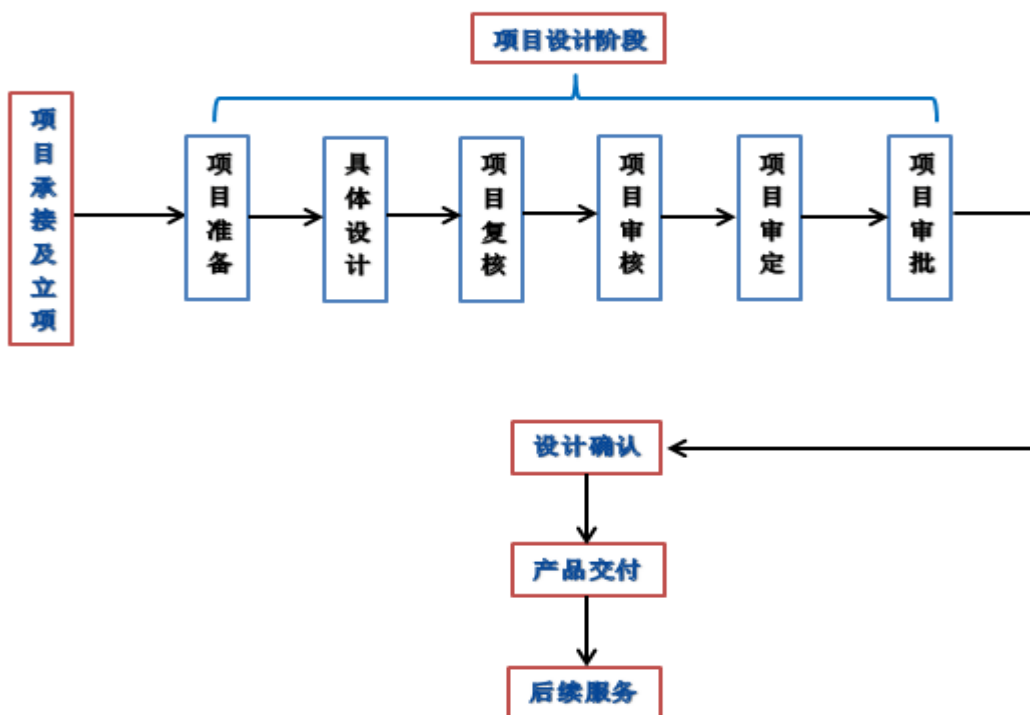 项目设计阶段
项目承接及立项
项目准备
具体设计
项目复核
项目审核
项目审定
项目审批
设计确认
产品交付
后续服务